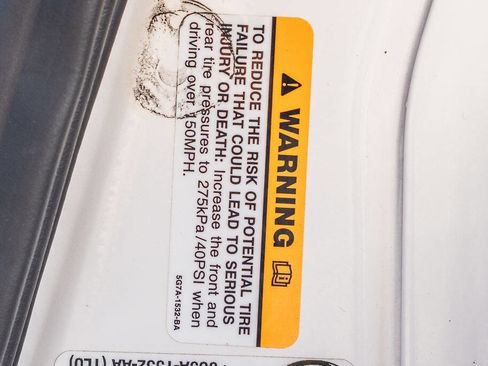 WARNING
TO REDUCE THE RISK OF POTENTIAL TIRE
FAILURE THAT COULD LEAD TO SERIOUS
INJURY OR DEATH: Increase the front and
rear tire pressures to 275kPa/40PSI when
driving over 150MPH.
5G7A-1532-BA